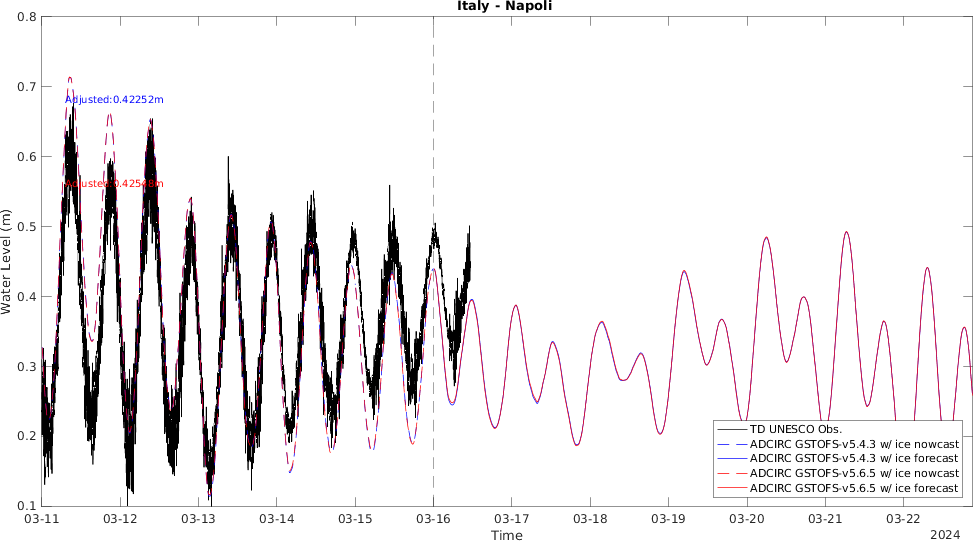 Italy - Napoli
0.8
0.7
0.6
0.5
0.4
0.3
0.2
0.1
Water Level (m)
Adjusted:0.42252m
Adjusted:0.42548m
TD UNESCO Obs.
ADCIRC GSTOFS-v5.4.3 w/ ice nowcast
ADCIRC GSTOFS-v5.4.3 w/ ice forecast
ADCIRC GSTOFS-v5.6.5 w/ ice nowcast
ADCIRC GSTOFS-v5.6.5 w/ ice forecast
03-11 03-12 03-13 03-14 03-15 03-16 03-17 03-18 03-19 03-20 03-21 03-22
Time
2024